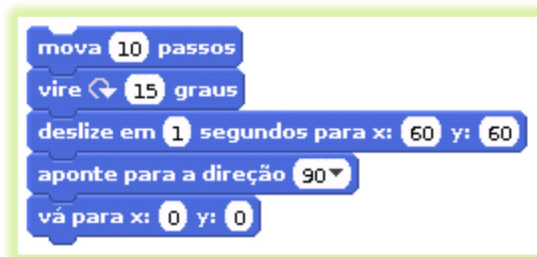 mova 10 passos
vire 15 graus
deslize em 1 segundos para x: 60 y: 60
aponte para a direção 90
vá para x: 0 y: 0